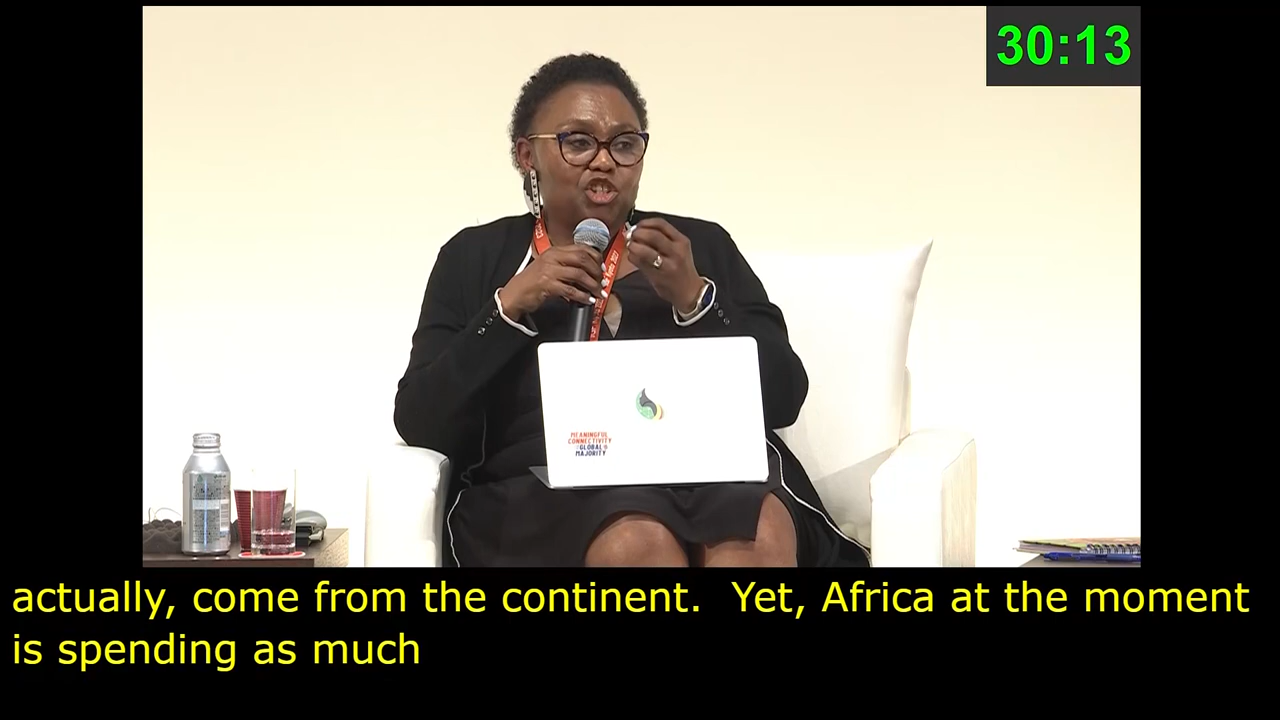 30:13
MEANINGFUL
CONNECTIVITY
GLOBAL
MAJORITY
actually, come from the continent.  Yet, Africa at the moment
is spending as much